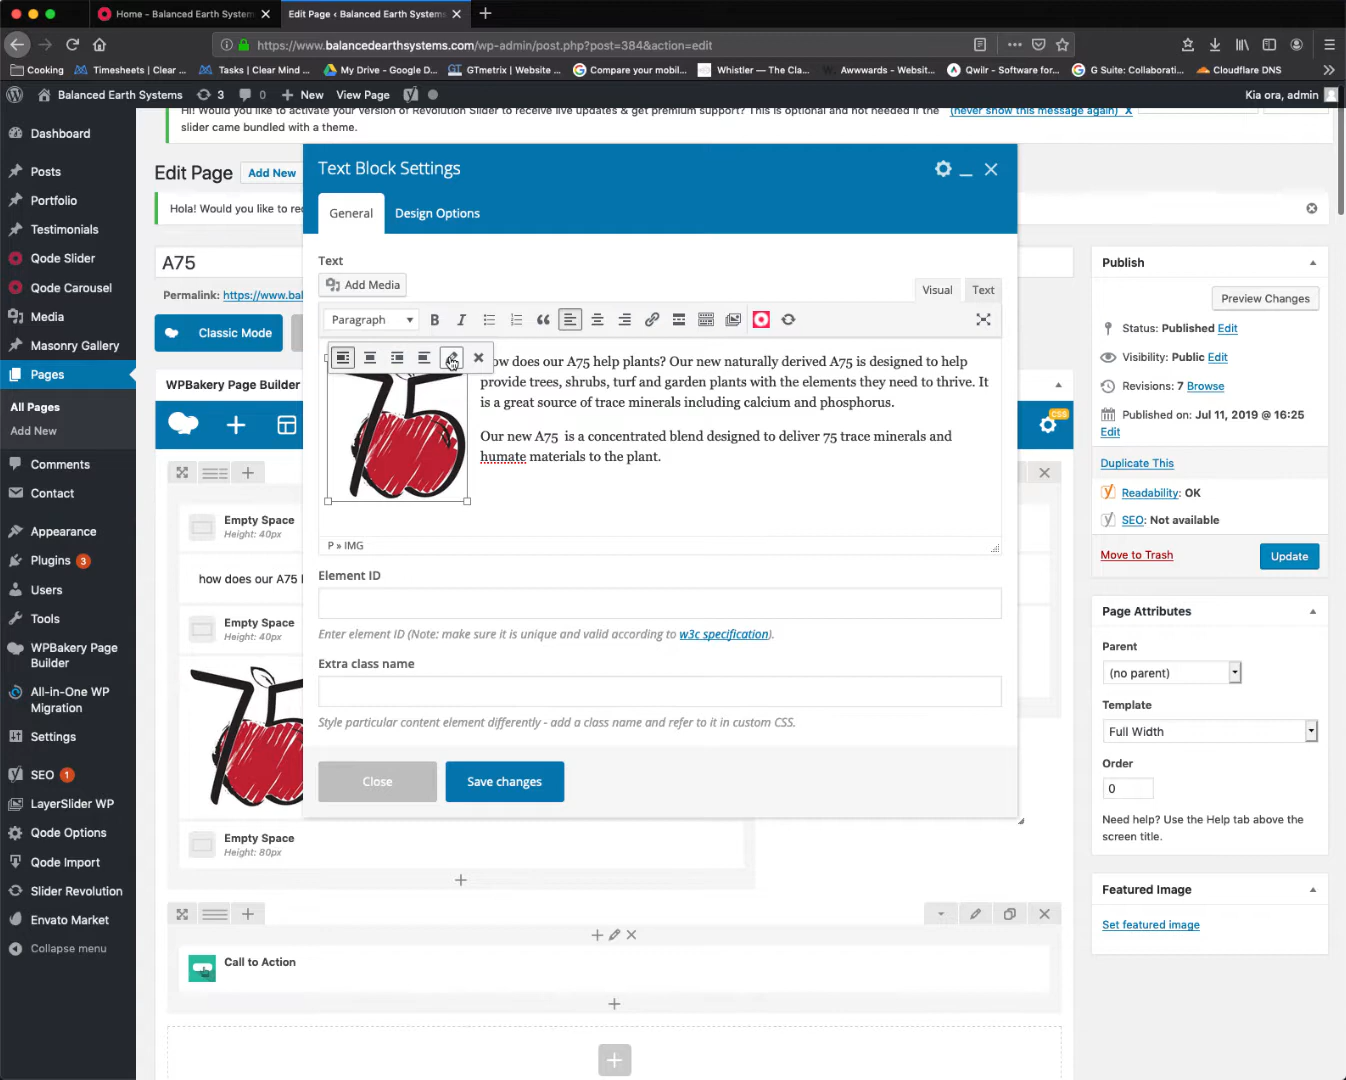 Home – Balanced Earth Systems
Edit Page ‹ Balanced Earth Systems
https://www.balancedearthsystems.com/wp-admin/post.php?post=384&action=edit
Cooking
Timesheets | Clear ...
Tasks | Clear Mind ...
My Drive - Google D...
GTmetrix | Website ...
Compare your mobil...
Whistler — The Cla...
Awwwards - Websit...
Qwilr - Software for...
G Suite: Collaborati...
Cloudflare DNS
Balanced Earth Systems
3
0
New
View Page
Kia ora, admin
Hi! Would you like to activate your version of Revolution Slider to receive live updates & get premium support? This is optional and not needed if the
slider came bundled with a theme.
(never show this message again) X
Dashboard
Posts
Portfolio
Testimonials
Qode Slider
Qode Carousel
Media
Masonry Gallery
Pages
All Pages
Add New
Comments
Contact
Appearance
Plugins 3
Users
Tools
WPBakery Page
Builder
All-in-One WP
Migration
Settings
SEO 1
LayerSlider WP
Qode Options
Qode Import
Slider Revolution
Envato Market
Collapse menu
Edit Page
Add New
Hola! Would you like to re
A75
Permalink: https://www.bal
Classic Mode
WPBakery Page Builder
CSS
Empty Space
Height: 40px
how does our A75 h
Empty Space
Height: 40px
75
Empty Space
Height: 80px
Call to Action
Text Block Settings
General
Design Options
Text
Add Media
Visual
Text
Paragraph
B
I
ow does our A75 help plants? Our new naturally derived A75 is designed to help
provide trees, shrubs, turf and garden plants with the elements they need to thrive. It
is a great source of trace minerals including calcium and phosphorus.
Our new A75 is a concentrated blend designed to deliver 75 trace minerals and
humate materials to the plant.
75
P » IMG
Element ID
Enter element ID (Note: make sure it is unique and valid according to w3c specification).
Extra class name
Style particular content element differently - add a class name and refer to it in custom CSS.
Close
Save changes
Publish
Preview Changes
Status: Published Edit
Visibility: Public Edit
Revisions: 7 Browse
Published on: Jul 11, 2019 @ 16:25
Edit
Duplicate This
Readability: OK
SEO: Not available
Move to Trash
Update
Page Attributes
Parent
(no parent)
Template
Full Width
Order
0
Need help? Use the Help tab above the
screen title.
Featured Image
Set featured image